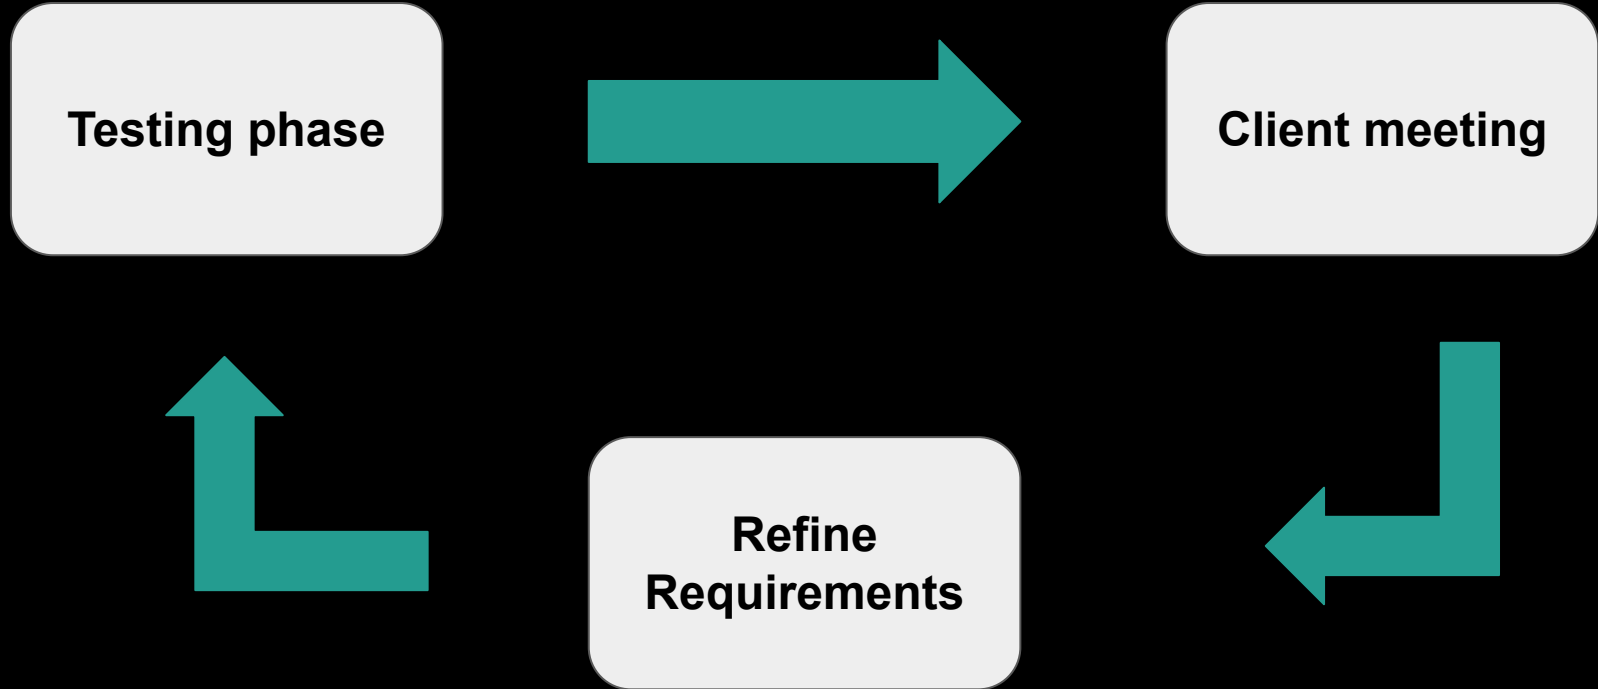 Testing phase
Client meeting
Refine
Requirements